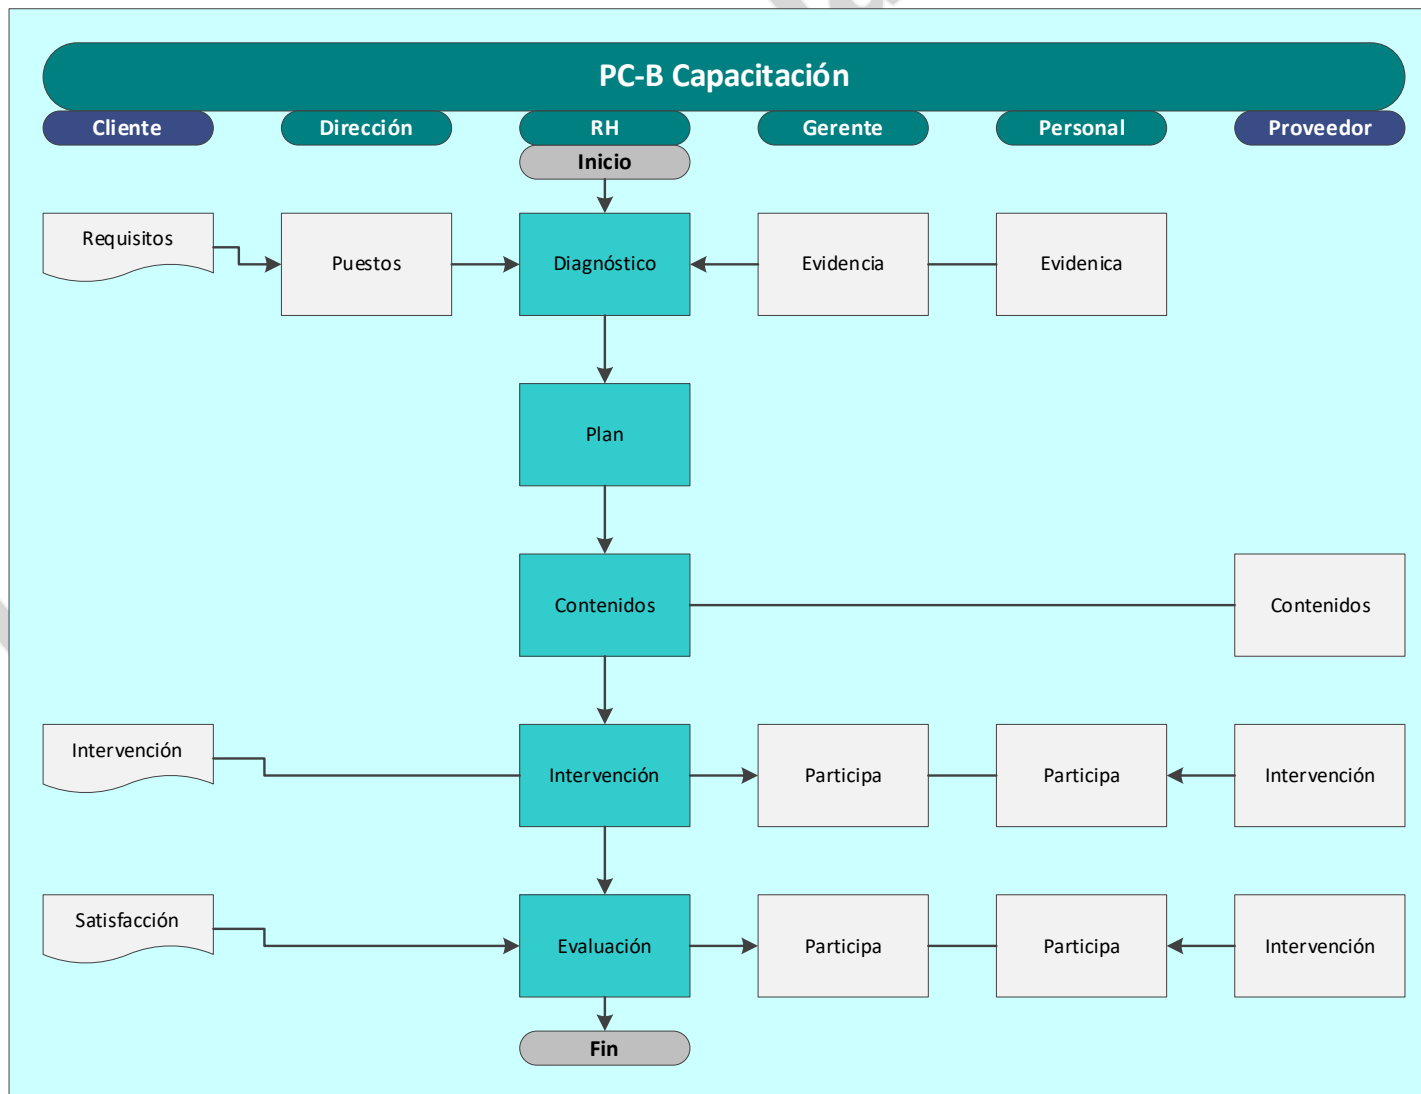 PC-B Capacitación
Cliente Dirección RH Gerente Personal Proveedor
Inicio
Requisitos Puestos Diagnóstico Evidencia Evidenica
Plan
Contenidos Contenidos
Intervención Intervención Participa Participa Intervención
Satisfacción Evaluación Participa Participa Intervención
Fin